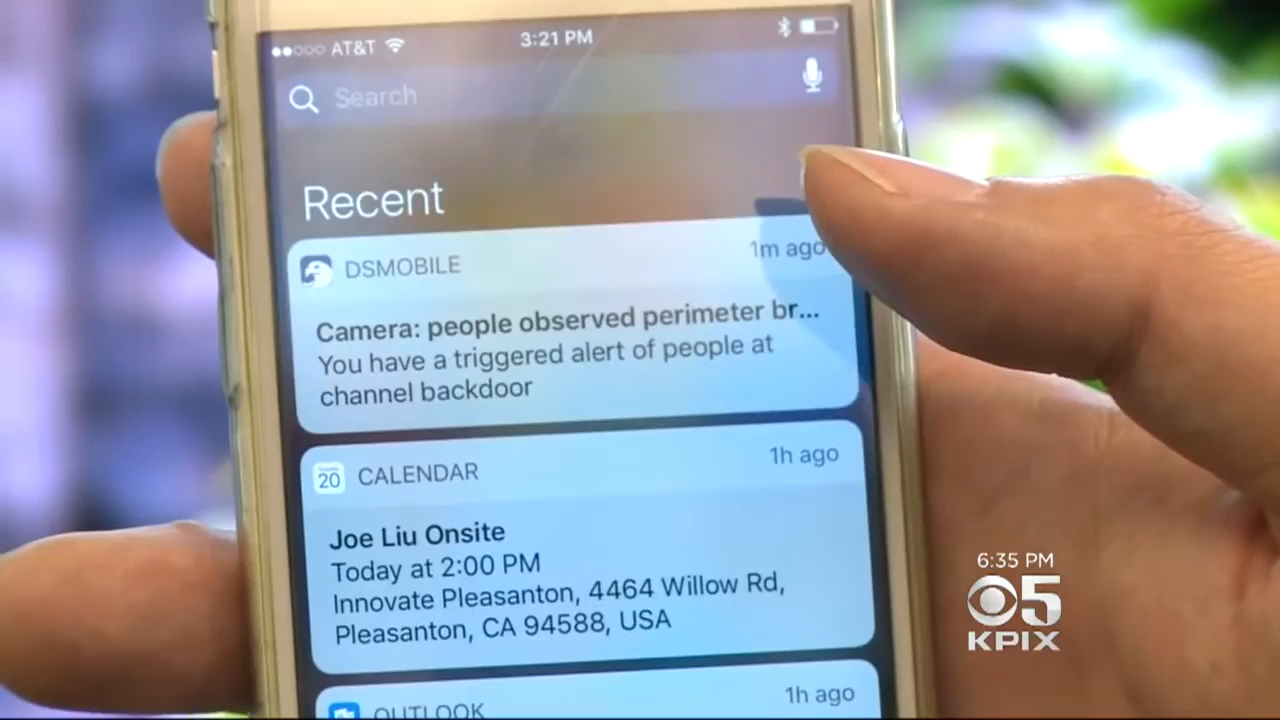 AT&T 3:21 PM
Search
Recent
DSMOBILE 1m ago
Camera: people observed perimeter br...
You have a triggered alert of people at
channel backdoor
20 CALENDAR 1h ago
Joe Liu Onsite
Today at 2:00 PM
Innovate Pleasanton, 4464 Willow Rd,
Pleasanton, CA 94588, USA
OUTLOOK 1h ago
6:35 PM
5
KPIX